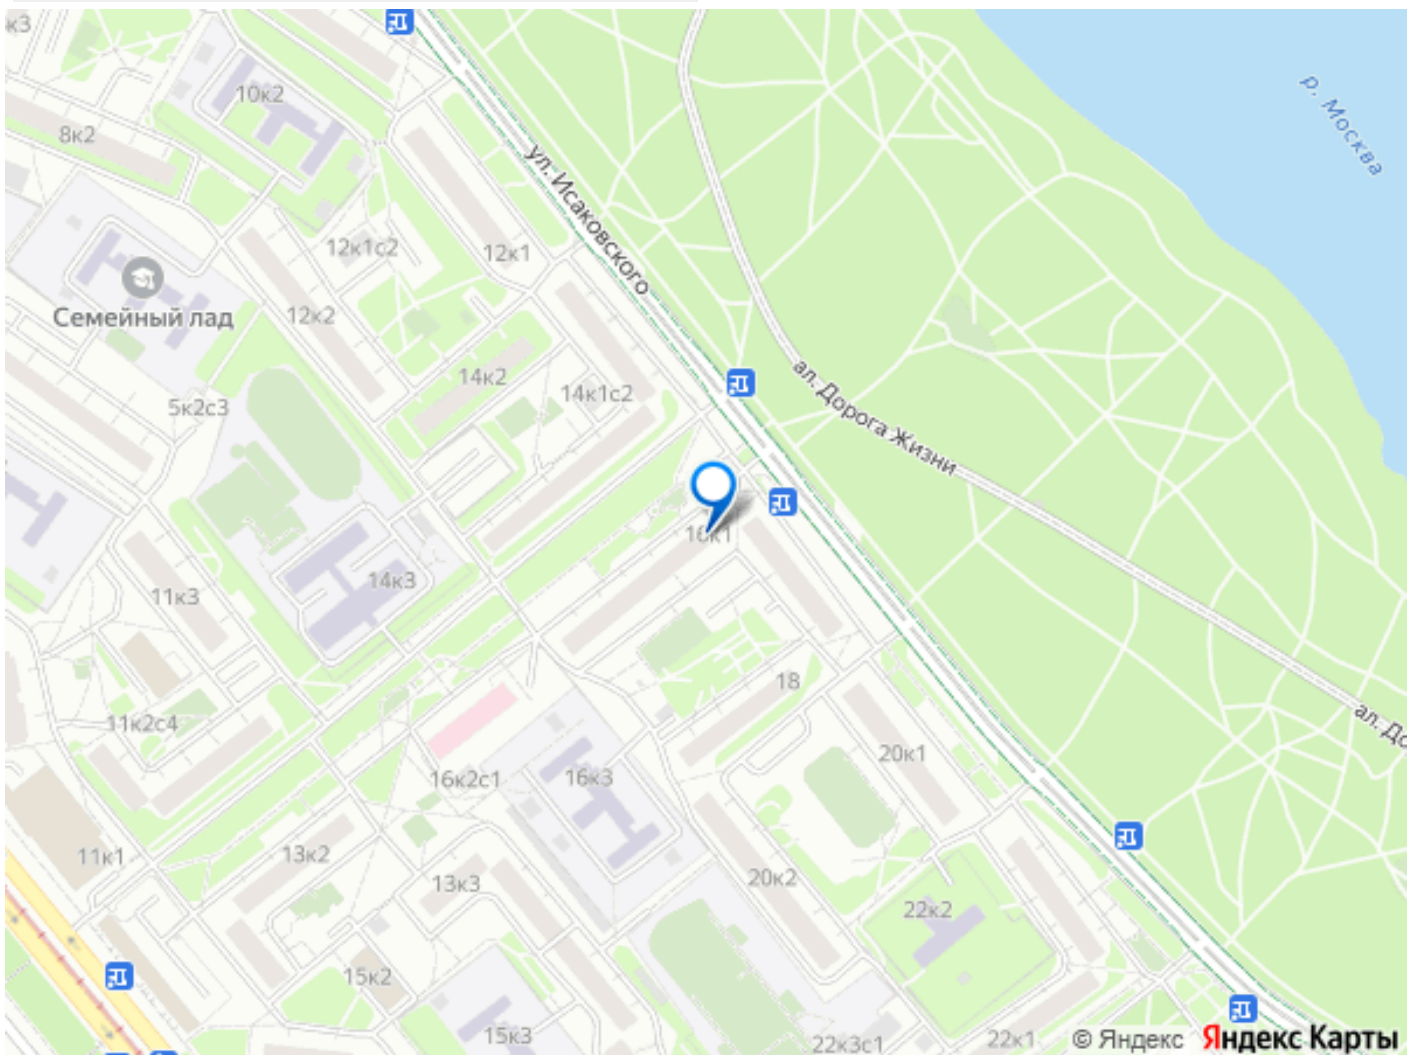 к3
10к2
8к2
р. Москва
ул. Исаковского
12к1с2
12к1
Семейный лад
12к2
14к2
14к1с2
5к2с3
ал. Дорога Жизни
16к1
14к3
11к3
18
11к2с4
ал. До
20к1
16к2с1
16к3
11к1
13к2
13к3
20к2
22к2
15к2
15к3
22к3с1
22к1
© Яндекс Яндекс Карты